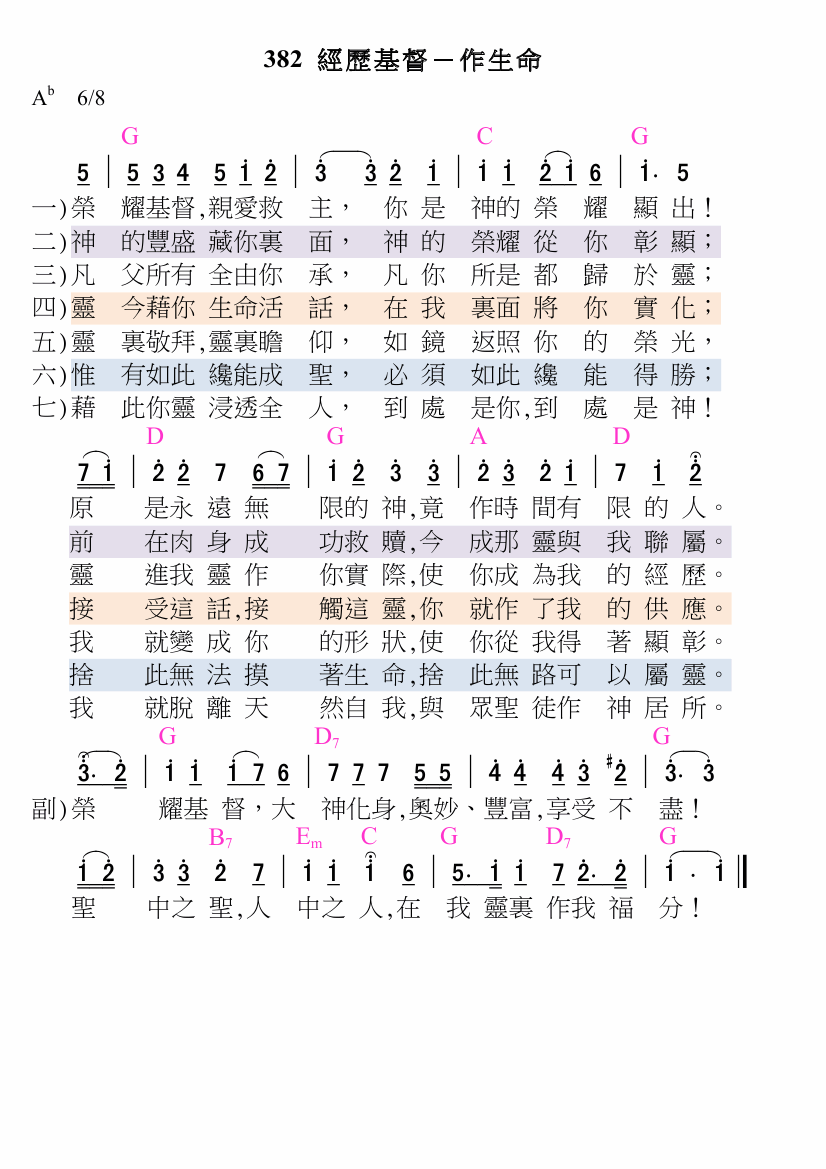 382 經歷基督－作生命
A♭ 6/8
G C G
5 | 5 3 4 5 1 2 | 3 3 2 1 | 1 1 2 1 6 | 1· 5
一)榮 耀基督,親愛救 主， 你 是 神的 榮 耀 顯 出！
二)神 的豐盛 藏你裏 面， 神 的 榮耀 從 你 彰 顯；
三)凡 父所有 全由你 承， 凡 你 所是 都 歸 於 靈；
四)靈 今藉你 生命活 話， 在 我 裏面 將 你 實 化；
五)靈 裏敬拜,靈裏瞻 仰， 如 鏡 返照 你 的 榮 光，
六)惟 有如此 纔能成 聖， 必 須 如此 纔 能 得 勝；
七)藉 此你靈 浸透全 人， 到 處 是你,到 處 是 神！
D G A D
7 1 | 2 2 7 6 7 | 1 2 3 3 | 2 3 2 1 | 7 1 2
原 是永 遠 無 限的 神,竟 作時 間有 限 的 人。
前 在肉 身 成 功救 贖,今 成那 靈與 我 聯 屬。
靈 進我 靈 作 你實 際,使 你成 為我 的 經 歷。
接 受這 話,接 觸這 靈,你 就作 了我 的 供 應。
我 就變 成 你 的形 狀,使 你從 我得 著 顯 彰。
捨 此無 法 摸 著生 命,捨 此無 路可 以 屬 靈。
我 就脫 離 天 然自 我,與 眾聖 徒作 神 居 所。
G D7 G
3· 2 | 1 1 1 7 6 | 7 7 7 5 5 | 4 4 4 3 #2 | 3· 3
副)榮 耀基 督，大 神化身,奧妙、豐富,享受 不 盡！
B7 Em C G D7 G
1 2 | 3 3 2 7 | 1 1 1 6 | 5· 1 1 7 2· 2 | 1 · 1 ‖
聖 中之 聖,人 中之 人,在 我 靈裏 作我 福 分！